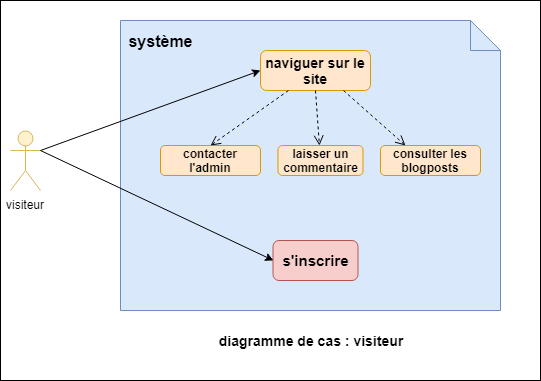 système
naviguer sur le
site
contacter
l'admin
laisser un
commentaire
consulter les
blogposts
visiteur
s'inscrire
diagramme de cas : visiteur